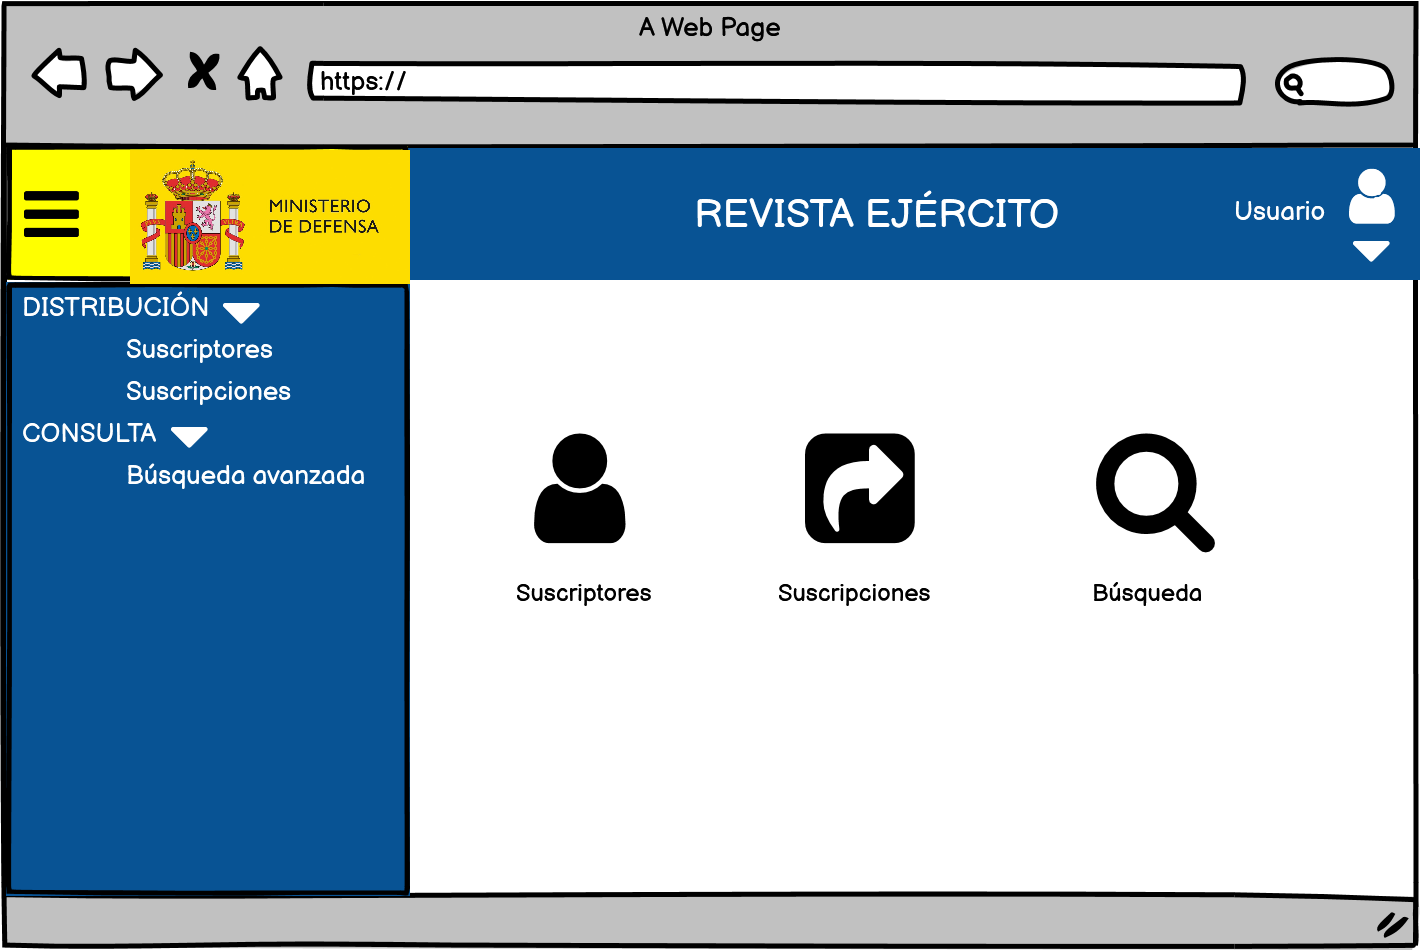 A Web Page
https://
MINISTERIO
DE DEFENSA
REVISTA EJÉRCITO
Usuario
DISTRIBUCIÓN
Suscriptores
Suscripciones
CONSULTA
Búsqueda avanzada
Suscriptores
Suscripciones
Búsqueda